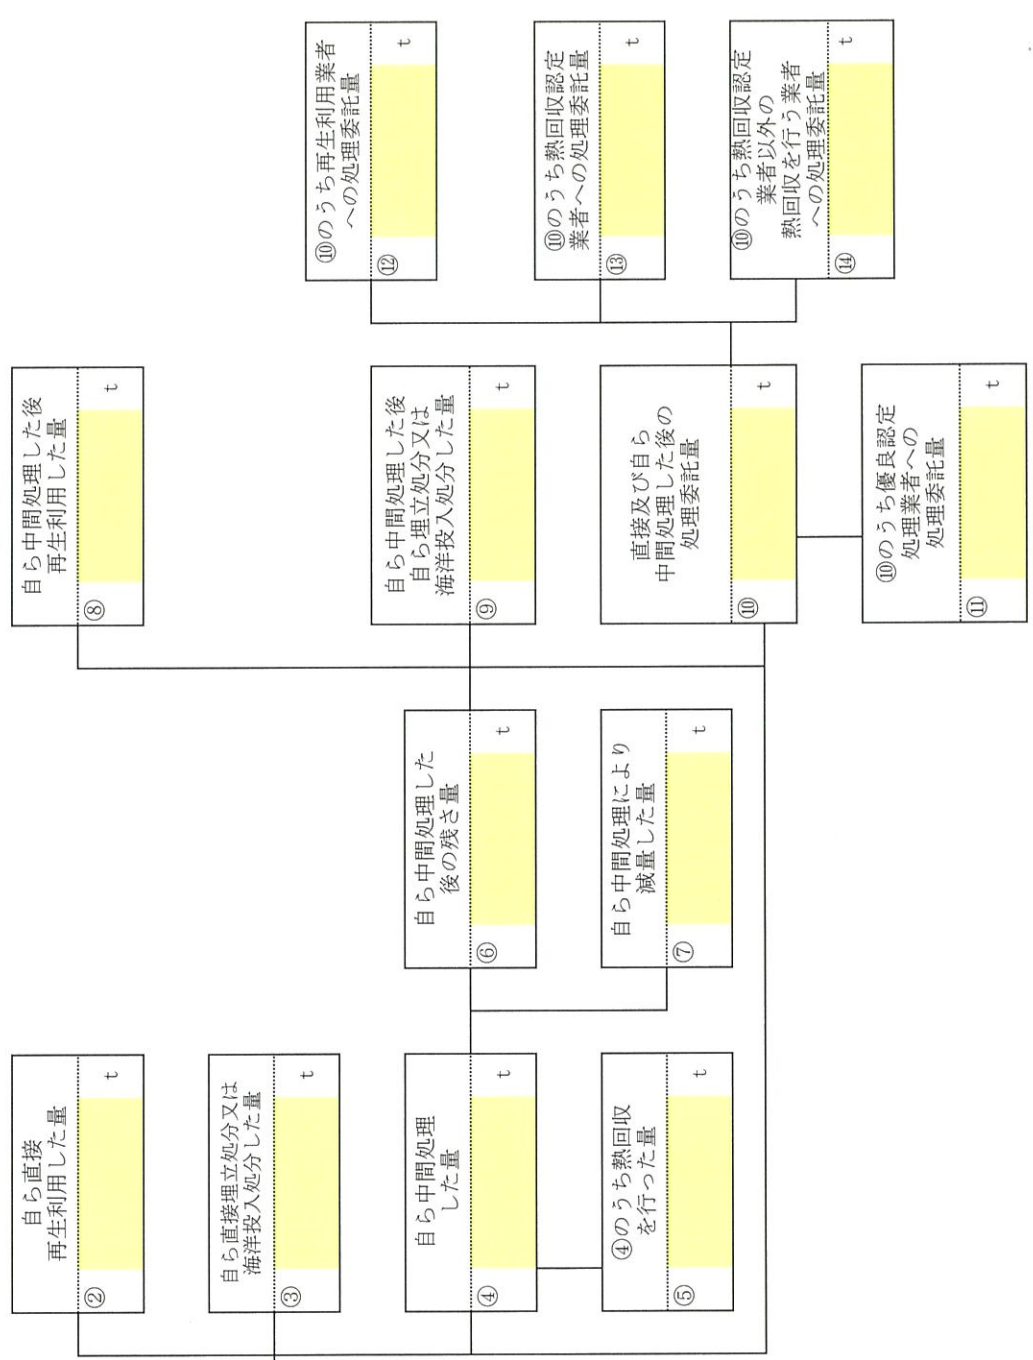 自ら直接
再生利用した量
②
t
自ら直接埋立処分又は
海洋投入処分した量
③
t
自ら中間処理
した量
④
t
④のうち熱回収
を行った量
⑤
t
自ら中間処理した
後の残さ量
⑥
t
自ら中間処理により
減量した量
⑦
t
自ら中間処理した後
再生利用した量
⑧
t
自ら中間処理した後
自ら埋立処分又は
海洋投入処分した量
⑨
t
直接及び自ら
中間処理した後の
処理委託量
⑩
t
⑩のうち優良認定
処理業者への
処理委託量
⑪
t
⑩のうち再生利用業者
への処理委託量
⑫
t
⑩のうち熱回収認定
業者への処理委託量
⑬
t
⑩のうち熱回収認定
業者以外の
熱回収を行う業者
への処理委託量
⑭
t